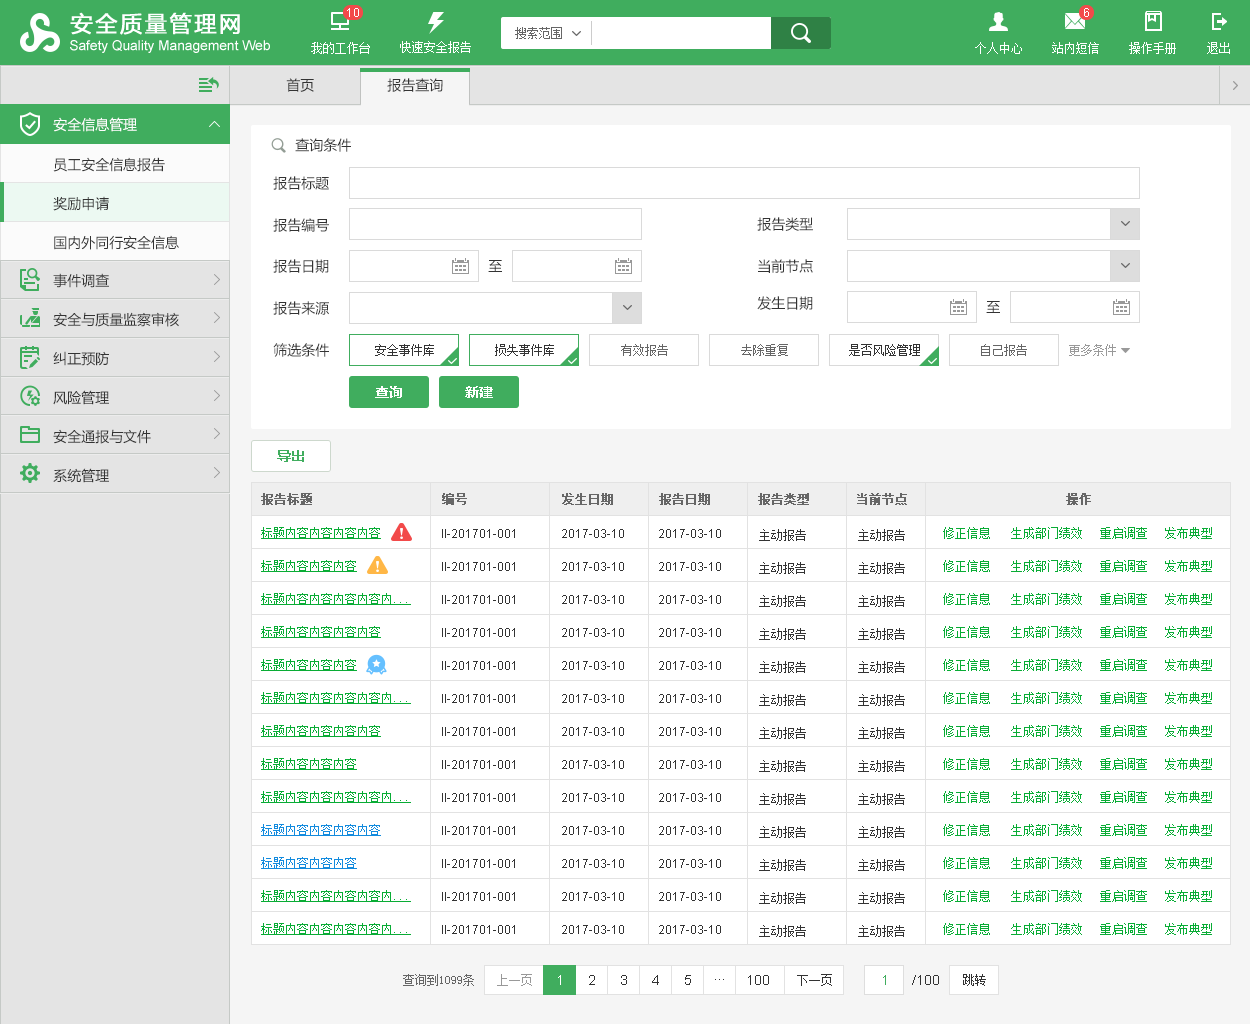 安全质量管理网
Safety Quality Management Web
10
我的工作台
快速安全报告
搜索范围
个人中心
6
站内短信
操作手册
退出
首页
报告查询
安全信息管理
员工安全信息报告
奖励申请
国内外同行安全信息
事件调查
安全与质量监察审核
纠正预防
风险管理
安全通报与文件
系统管理
查询条件
报告标题
报告编号
报告类型
报告日期 至
当前节点
报告来源
发生日期 至
筛选条件 安全事件库 损失事件库 有效报告 去除重复 是否风险管理 自己报告 更多条件
查询 新建
导出
报告标题 编号 发生日期 报告日期 报告类型 当前节点 操作
标题内容内容内容内容 II-201701-001 2017-03-10 2017-03-10 主动报告 主动报告 修正信息 生成部门绩效 重启调查 发布典型
标题内容内容内容 II-201701-001 2017-03-10 2017-03-10 主动报告 主动报告 修正信息 生成部门绩效 重启调查 发布典型
标题内容内容内容内容内... II-201701-001 2017-03-10 2017-03-10 主动报告 主动报告 修正信息 生成部门绩效 重启调查 发布典型
标题内容内容内容内容 II-201701-001 2017-03-10 2017-03-10 主动报告 主动报告 修正信息 生成部门绩效 重启调查 发布典型
标题内容内容内容 II-201701-001 2017-03-10 2017-03-10 主动报告 主动报告 修正信息 生成部门绩效 重启调查 发布典型
标题内容内容内容内容内... II-201701-001 2017-03-10 2017-03-10 主动报告 主动报告 修正信息 生成部门绩效 重启调查 发布典型
标题内容内容内容内容 II-201701-001 2017-03-10 2017-03-10 主动报告 主动报告 修正信息 生成部门绩效 重启调查 发布典型
标题内容内容内容 II-201701-001 2017-03-10 2017-03-10 主动报告 主动报告 修正信息 生成部门绩效 重启调查 发布典型
标题内容内容内容内容内... II-201701-001 2017-03-10 2017-03-10 主动报告 主动报告 修正信息 生成部门绩效 重启调查 发布典型
标题内容内容内容内容 II-201701-001 2017-03-10 2017-03-10 主动报告 主动报告 修正信息 生成部门绩效 重启调查 发布典型
标题内容内容内容 II-201701-001 2017-03-10 2017-03-10 主动报告 主动报告 修正信息 生成部门绩效 重启调查 发布典型
标题内容内容内容内容内... II-201701-001 2017-03-10 2017-03-10 主动报告 主动报告 修正信息 生成部门绩效 重启调查 发布典型
标题内容内容内容内容内... II-201701-001 2017-03-10 2017-03-10 主动报告 主动报告 修正信息 生成部门绩效 重启调查 发布典型
查询到1099条 上一页 1 2 3 4 5 ... 100 下一页 1 /100 跳转